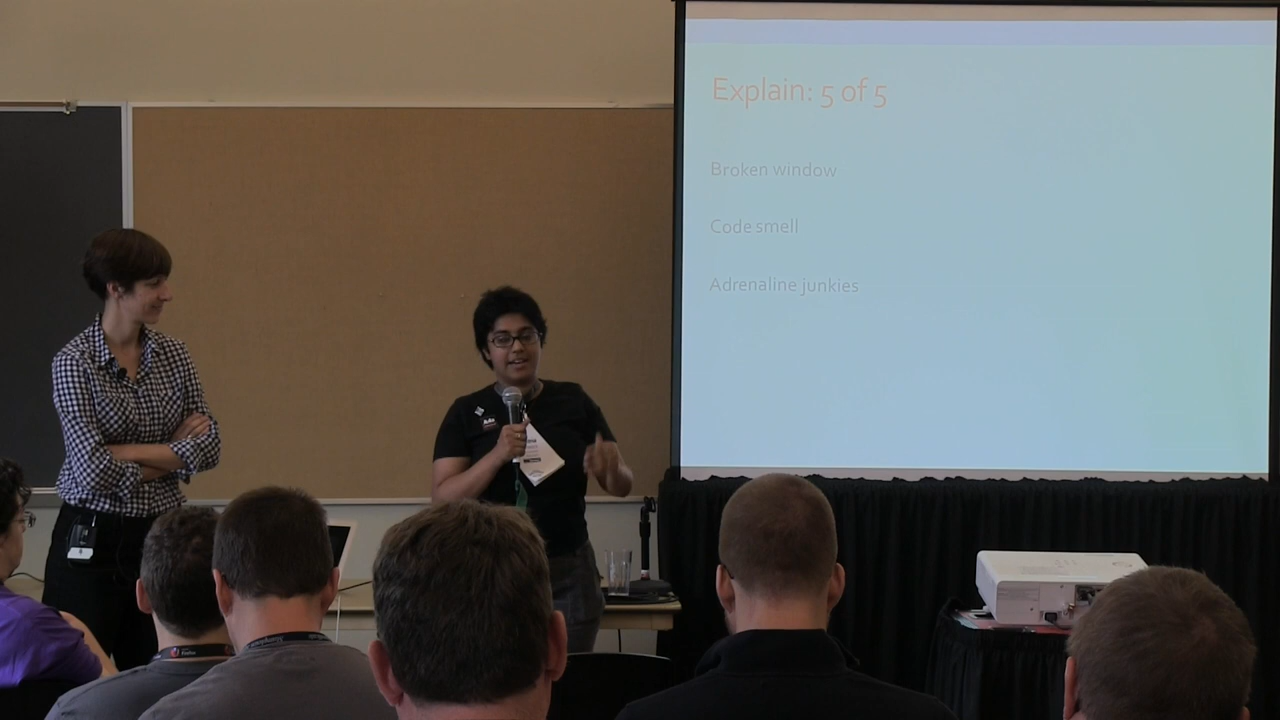 Explain: 5 of 5
Broken window
Code smell
Adrenaline junkies